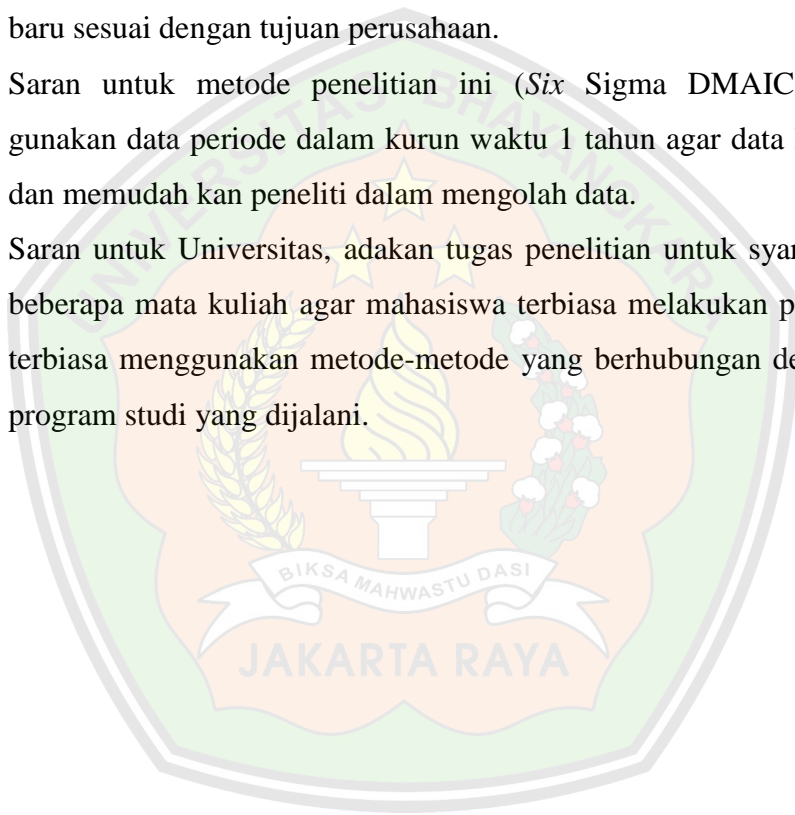 baru sesuai dengan tujuan perusahaan.
Saran untuk metode penelitian ini (Six Sigma DMAIC
gunakan data periode dalam kurun waktu 1 tahun agar data
dan memudah kan peneliti dalam mengolah data.
Saran untuk Universitas, adakan tugas penelitian untuk
beberapa mata kuliah agar mahasiswa terbiasa melakukan
terbiasa menggunakan metode-metode yang berhubungan
program studi yang dijalani.
UNIVERSITAS BHAYANGKARA
BIKSA MAHWASTU DASI
JAKARTA RAYA